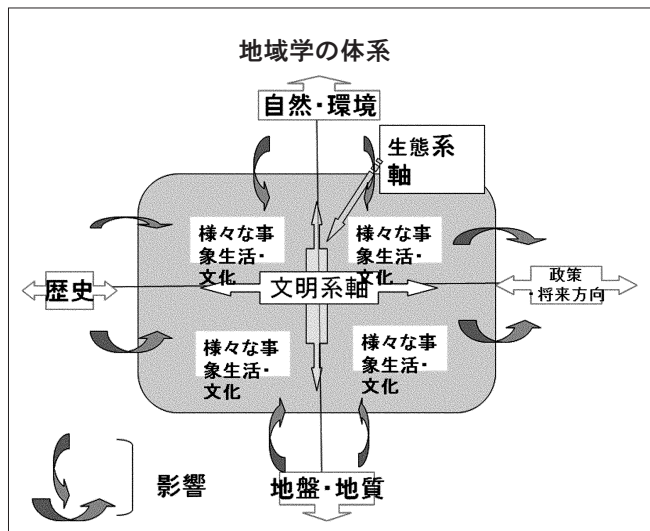 地域学の体系
自然・環境
生態系
軸
様々な事
象生活・
文化
様々な事
象生活・
文化
歴史
文明系軸
政策
・将来方向
様々な事
象生活・
文化
様々な事
象生活・
文化
影響
地盤・地質